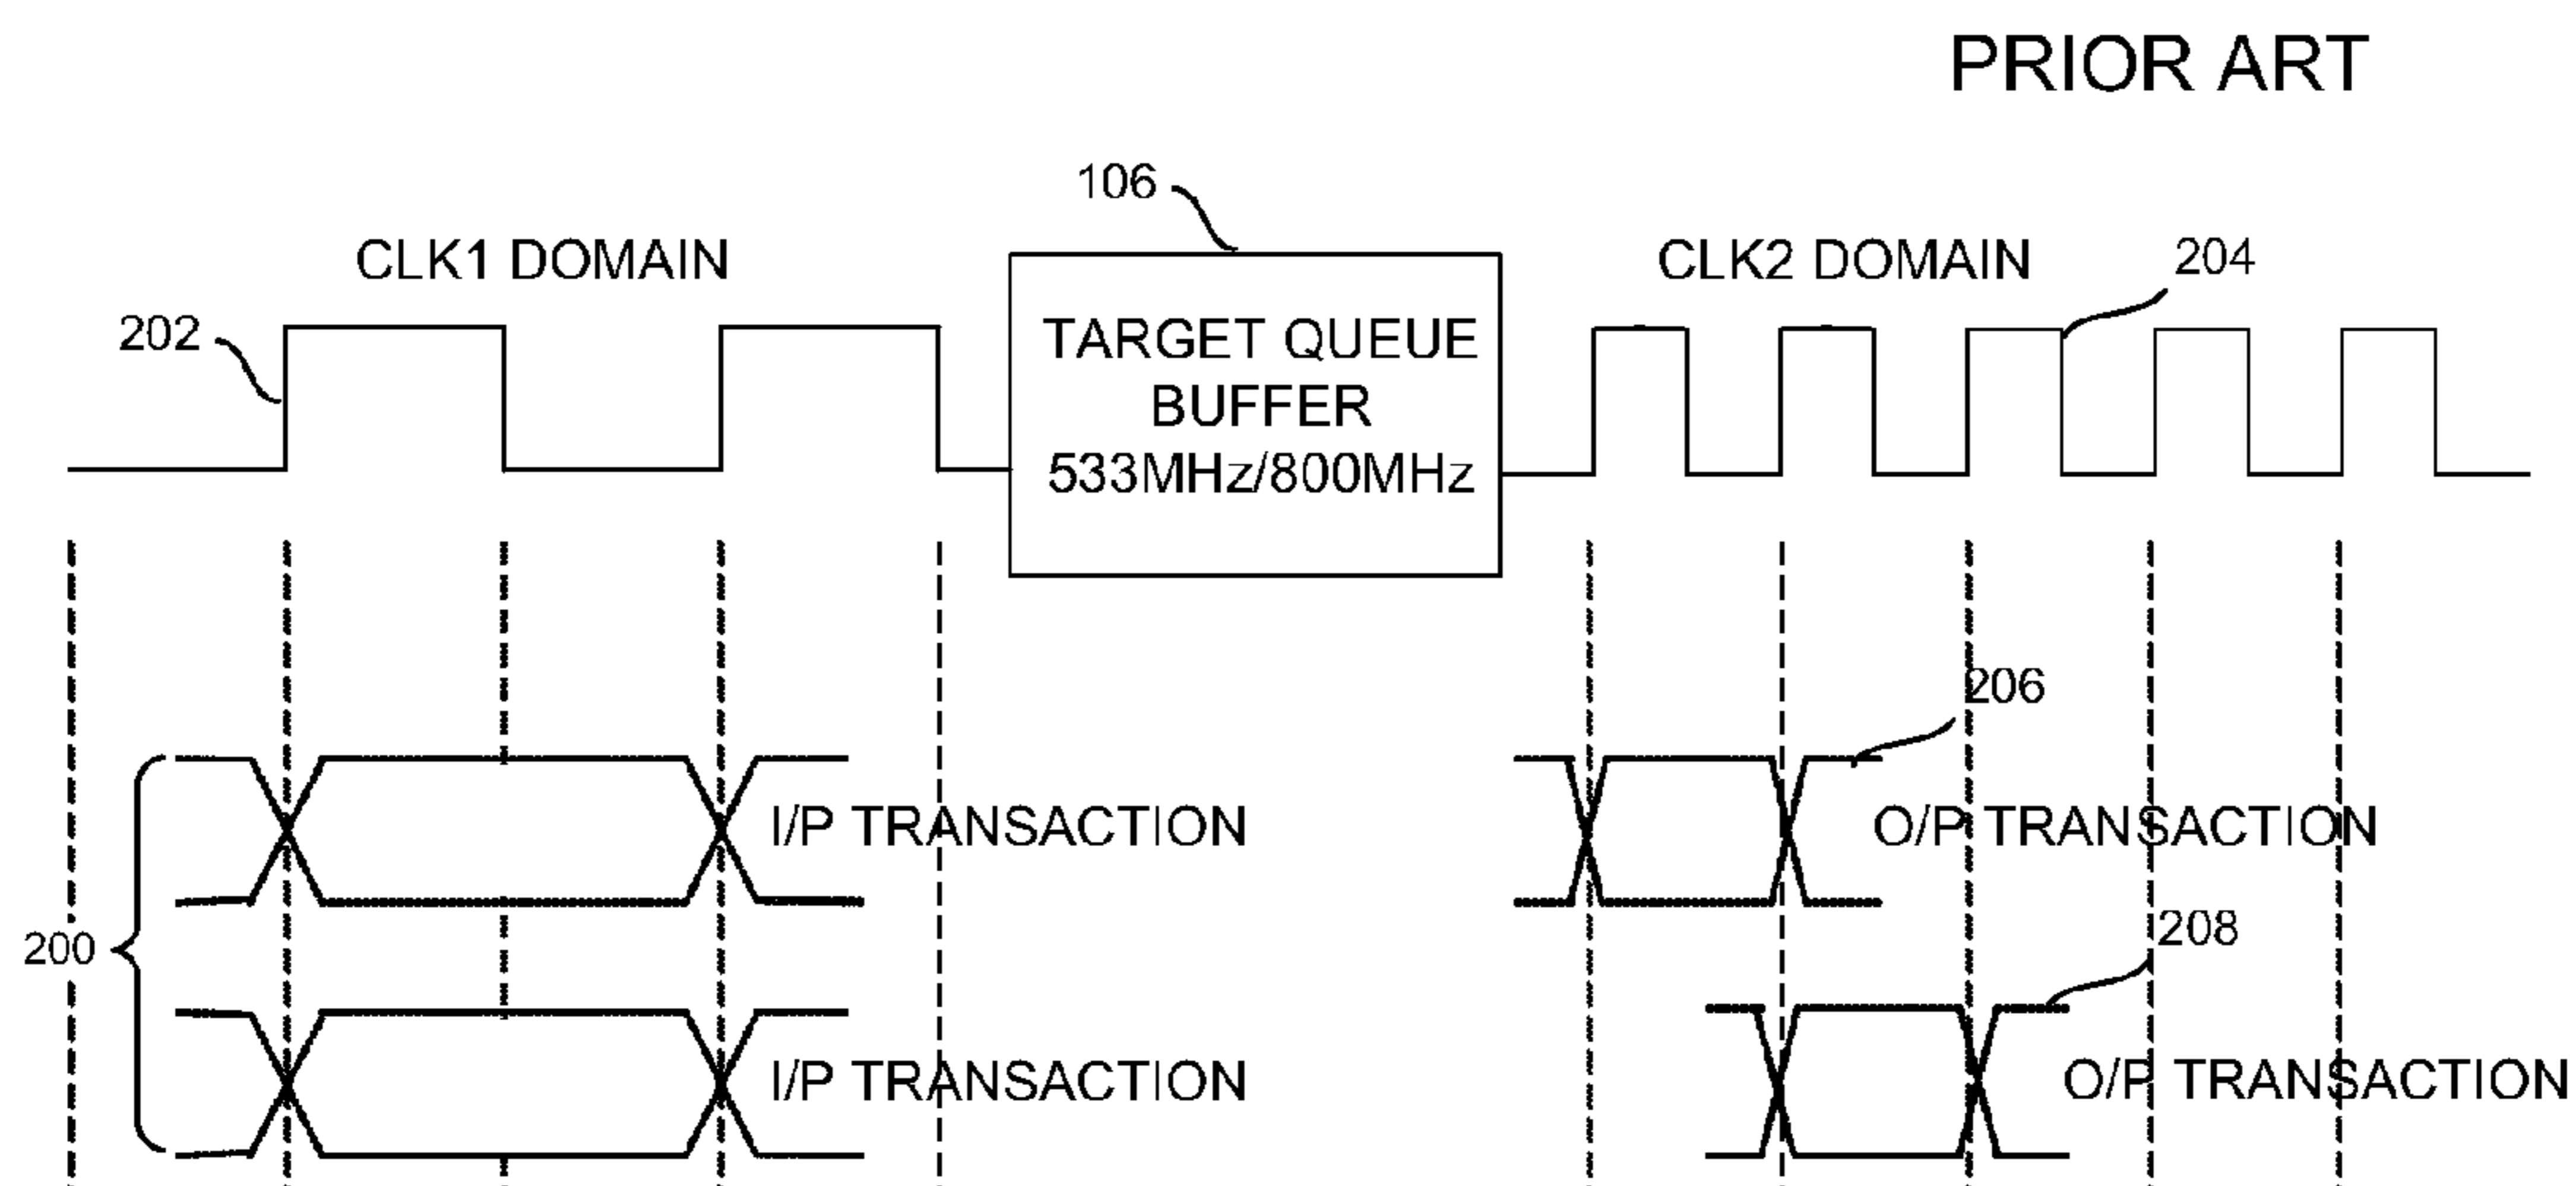 PRIOR ART
106
CLK1 DOMAIN
CLK2 DOMAIN
204
202
TARGET QUEUE
BUFFER
533MHz/800MHz
206
I/P TRANSACTION
O/P TRANSACTION
200
208
I/P TRANSACTION
O/P TRANSACTION